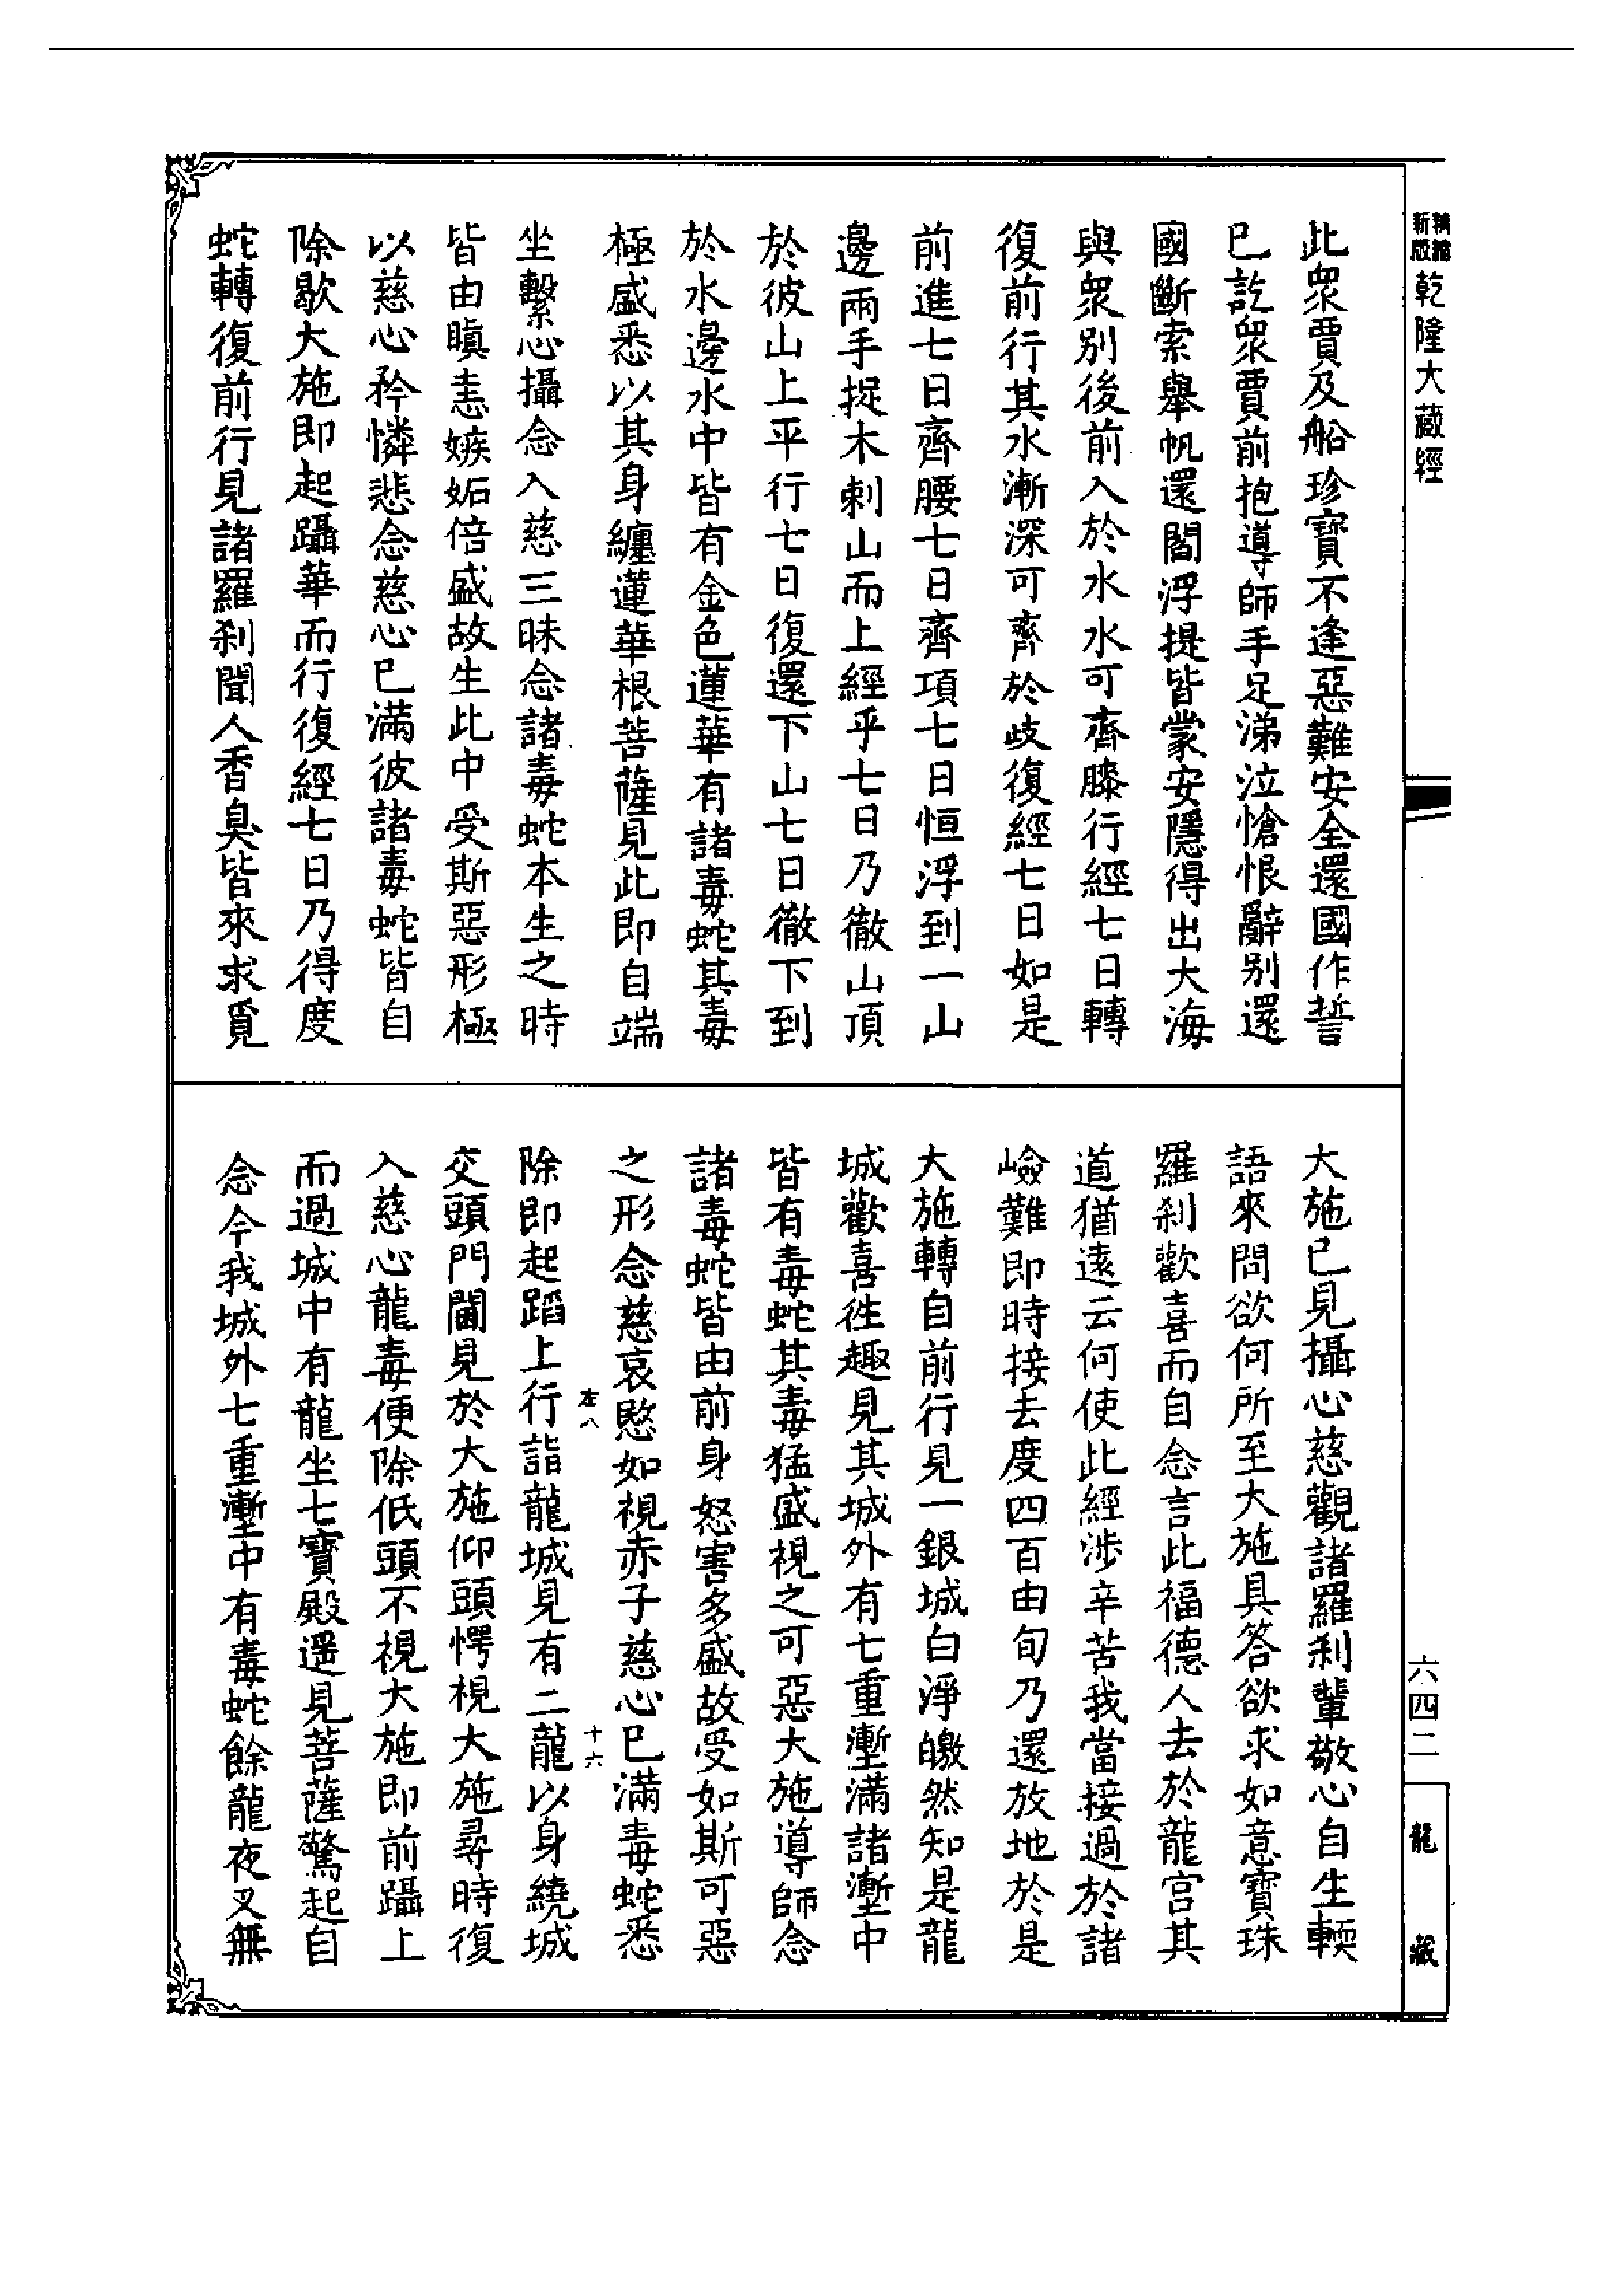 精縮新版乾隆大藏經
此眾賈及船珍寶不逢惡難安全還國作誓
已訖眾賈前抱導師手足涕泣愴恨辭别還
國斷索舉帆還閻浮提皆蒙安隱得出大海
與眾别後前入於水水可齊膝行經七日轉
復前行其水漸深可齊於歧復經七日如是
前進七日齊腰七日齊項七日恒浮到一山
邊兩手捉木刺山而上經乎七日乃徹山頂
於彼山上平行七日復還下山七日徹下到
於水邊水中皆有金色蓮華有諸毒蛇其毒
極盛悉以其身纏蓮華根菩薩見此即自端
坐繫心攝念入慈三昧念諸毒蛇本生之時
皆由瞋恚嫉妬倍盛故生此中受斯惡形極
以慈心矜憐悲念慈心已滿彼諸毒蛇皆自
除歇大施即起躡華而行復經七日乃得度
蛇轉復前行見諸羅刹聞人香臭皆來求覓
大施已見攝心慈觀諸羅刹輩敬心自生輭
語來問欲何所至大施具答欲求如意寶珠
羅刹歡喜而自念言此福德人去於龍宫其
道猶遠云何使此經涉辛苦我當接過於諸
嶮難即時接去度四百由旬乃還放地於是
大施轉自前行見一銀城白淨皦然知是龍
城歡喜徃趣見其城外有七重壍滿諸壍中
皆有毒蛇其毒猛盛視之可惡大施導師念
諸毒蛇皆由前身怒害多盛故受如斯可惡
之形念慈哀愍如視赤子慈心已滿毒蛇悉
左八 十六
除即起蹈上行詣龍城見有二龍以身繞城
交頭門閫見於大施仰頭愕視大施尋時復
入慈心龍毒便除低頭不視大施即前躡上
而過城中有龍坐七寶殿遥見菩薩驚起自
念今我城外七重壍中有毒蛇餘龍夜叉無
六四二
龍藏